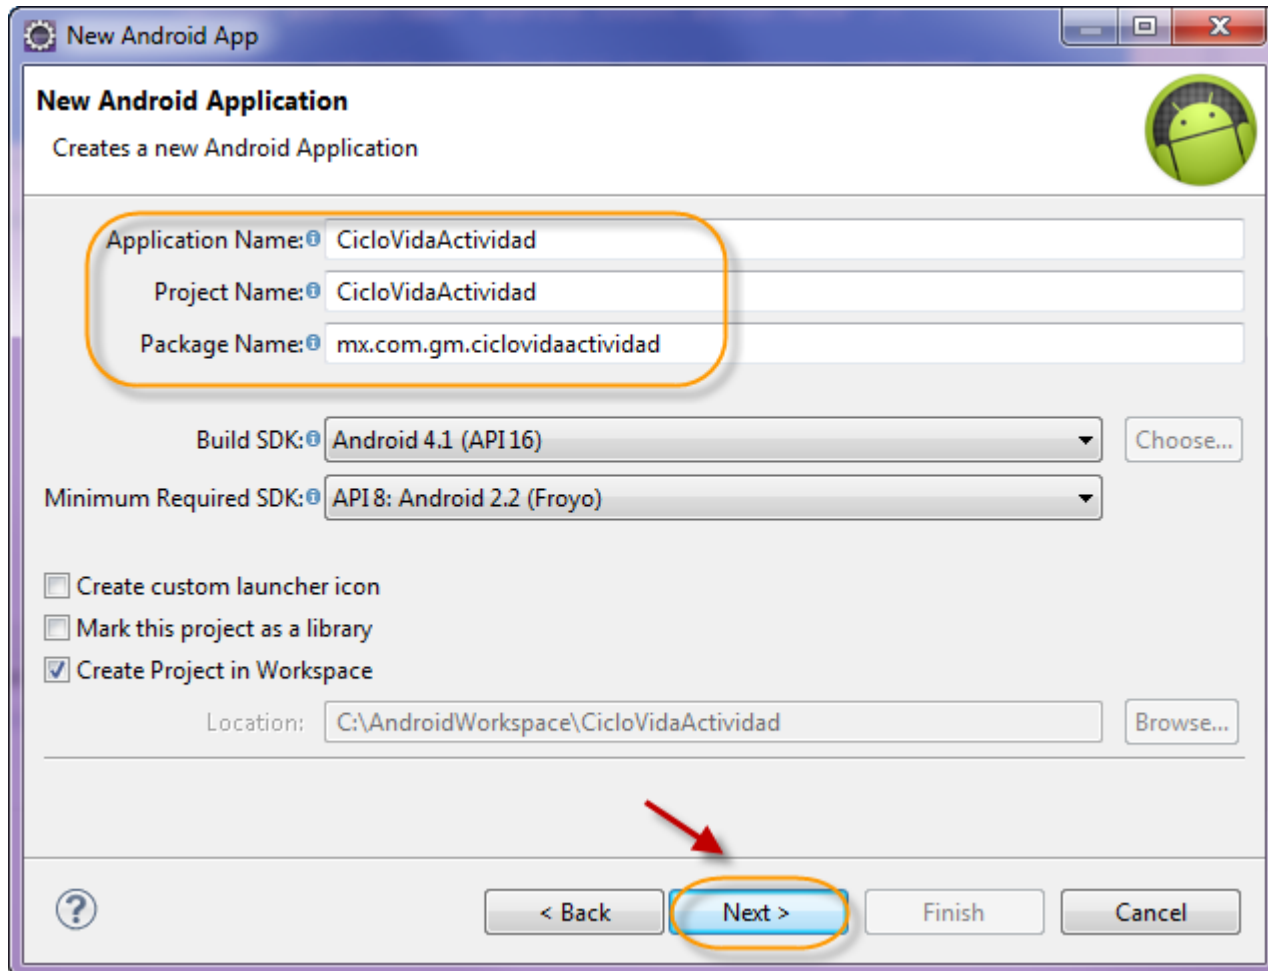 New Android App
New Android Application
Creates a new Android Application
Application Name: CicloVidaActividad
Project Name: CicloVidaActividad
Package Name: mx.com.gm.ciclovidaactividad
Build SDK: Android 4.1 (API 16) Choose...
Minimum Required SDK: API 8: Android 2.2 (Froyo)
Create custom launcher icon
Mark this project as a library
Create Project in Workspace
Location: C:\AndroidWorkspace\CicloVidaActividad Browse...
? < Back Next > Finish Cancel